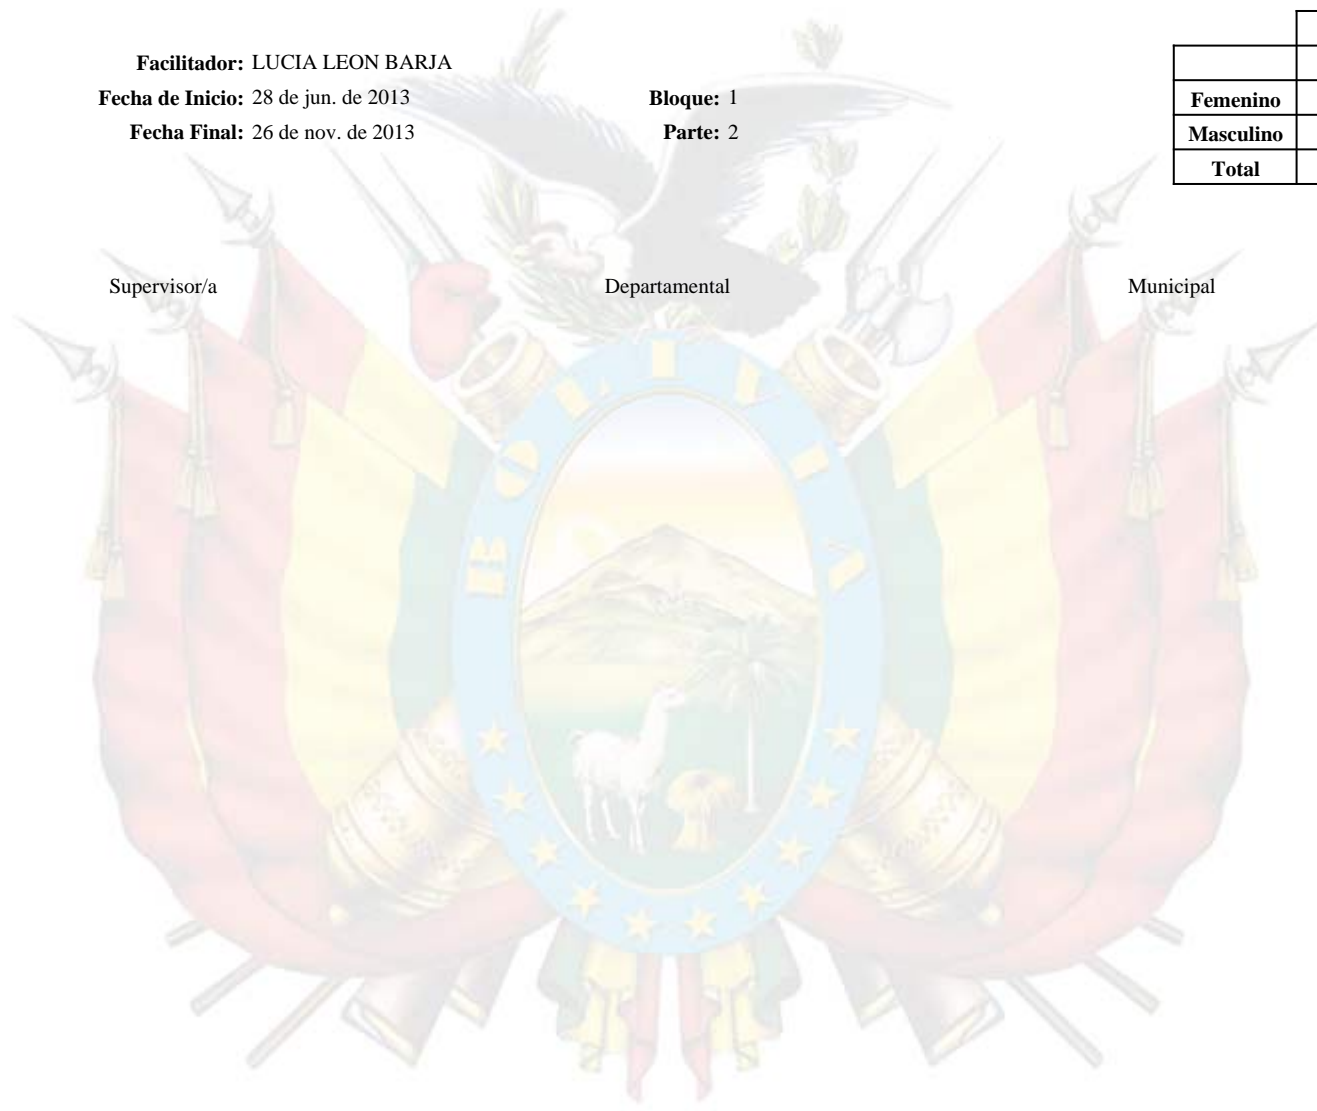 Facilitador: LUCIA LEON BARJA
Fecha de Inicio: 28 de jun. de 2013 Bloque: 1
Femenino
Fecha Final: 26 de nov. de 2013 Parte: 2
Masculino
Total
Supervisor/a Departamental Municipal
BOLIVIA